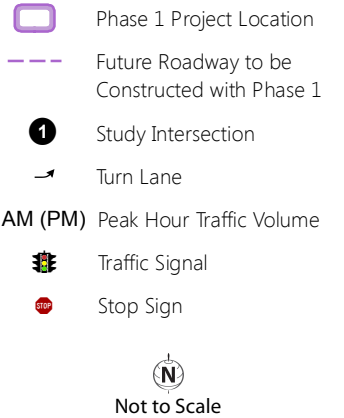 Phase 1 Project Location
Future Roadway to be
Constructed with Phase 1
1 Study Intersection
Turn Lane
AM (PM) Peak Hour Traffic Volume
Traffic Signal
STOP Stop Sign
N
Not to Scale